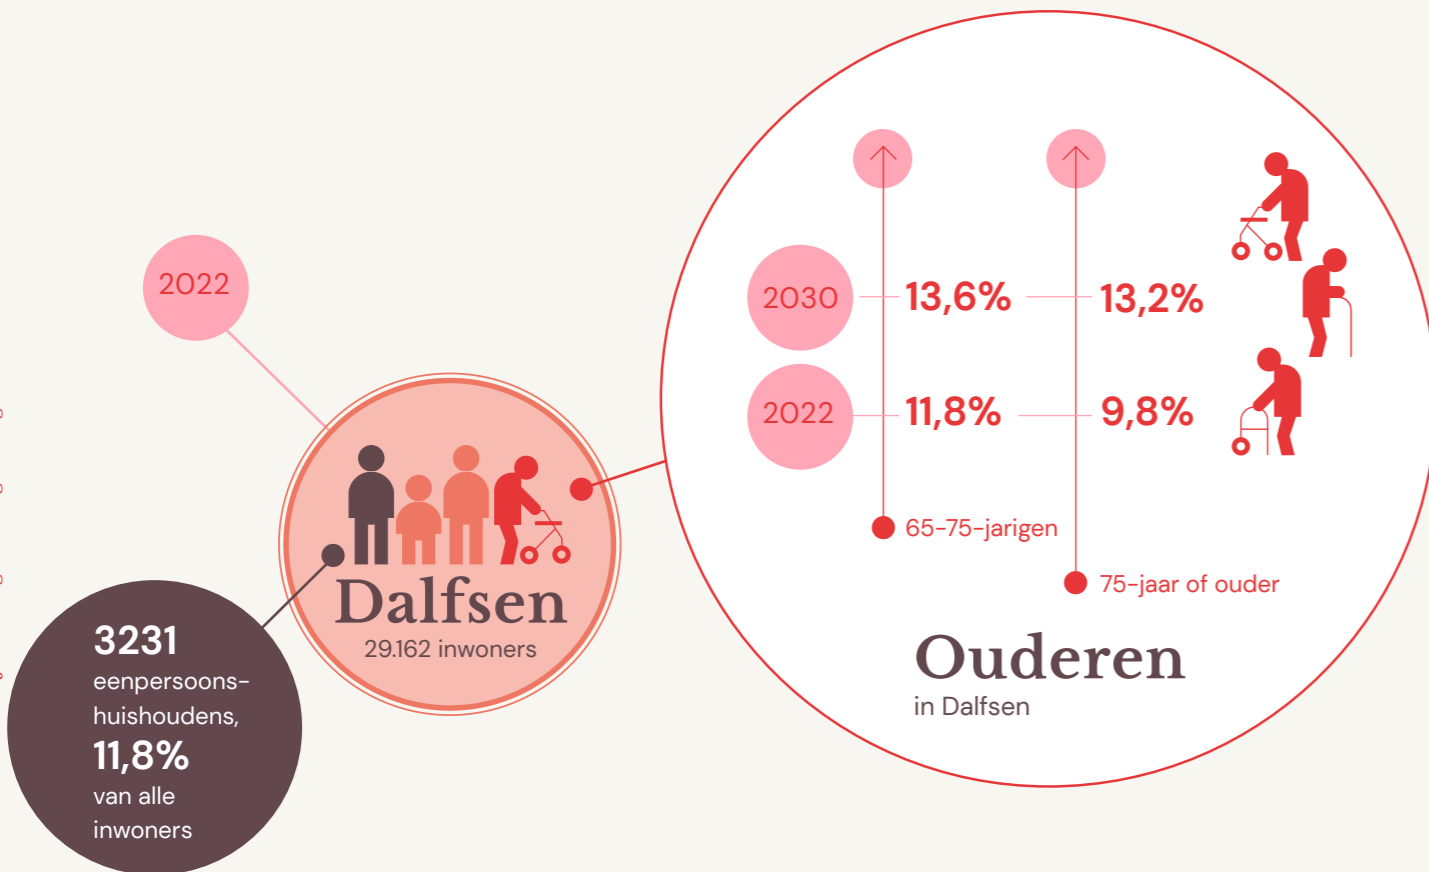 2022
Dalfsen
29.162 inwoners
3231
eenpersoons-
huishoudens,
11,8%
van alle
inwoners
2030 13,6% 13,2%
2022 11,8% 9,8%
65-75-jarigen
75-jaar of ouder
Ouderen
in Dalfsen